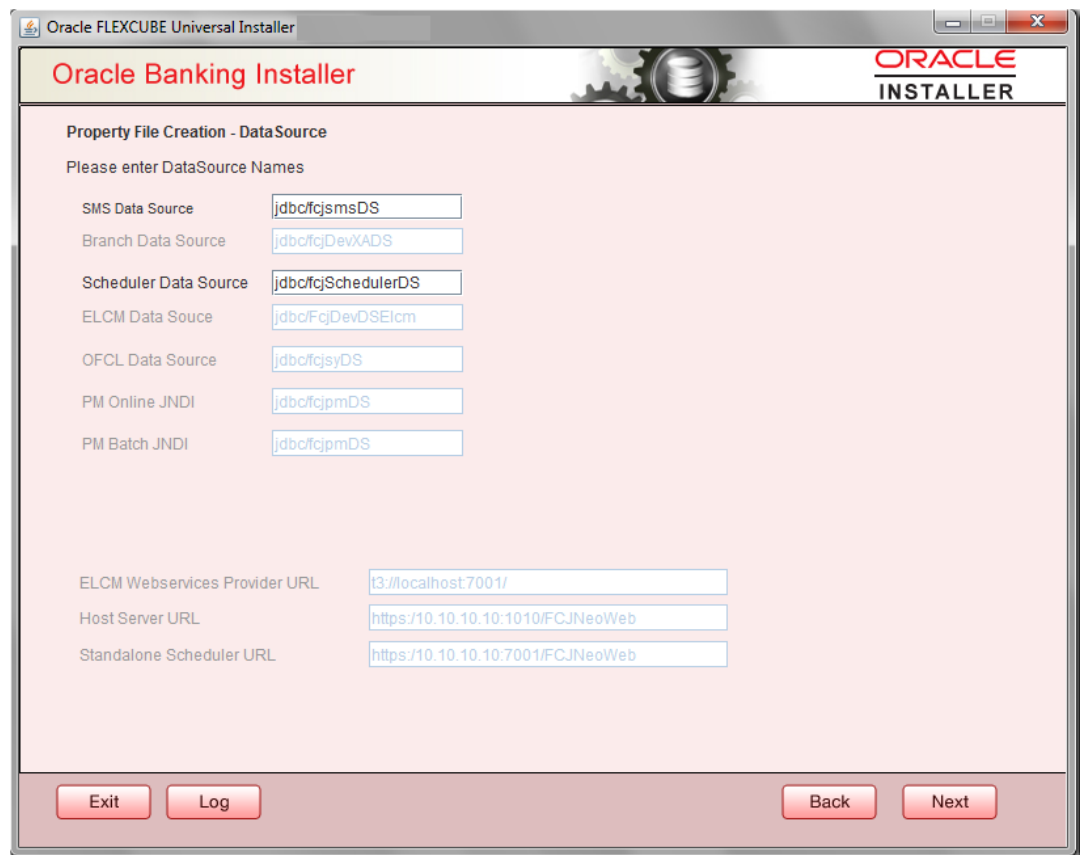 Oracle FLEXCUBE Universal Installer
Oracle Banking Installer
ORACLE
INSTALLER
Property File Creation - DataSource
Please enter DataSource Names
SMS Data Source jdbc/fcjsmsDS
Branch Data Source jdbc/fcjDevXADS
Scheduler Data Source jdbc/fcjSchedulerDS
ELCM Data Souce jdbc/FcjDevDSElcm
OFCL Data Source jdbc/fcjsyDS
PM Online JNDI jdbc/fcjpmDS
PM Batch JNDI jdbc/fcjpmDS
ELCM Webservices Provider URL t3://localhost:7001/
Host Server URL https:/10.10.10.10:1010/FCJNeoWeb
Standalone Scheduler URL https:/10.10.10.10:7001/FCJNeoWeb
Exit Log Back Next